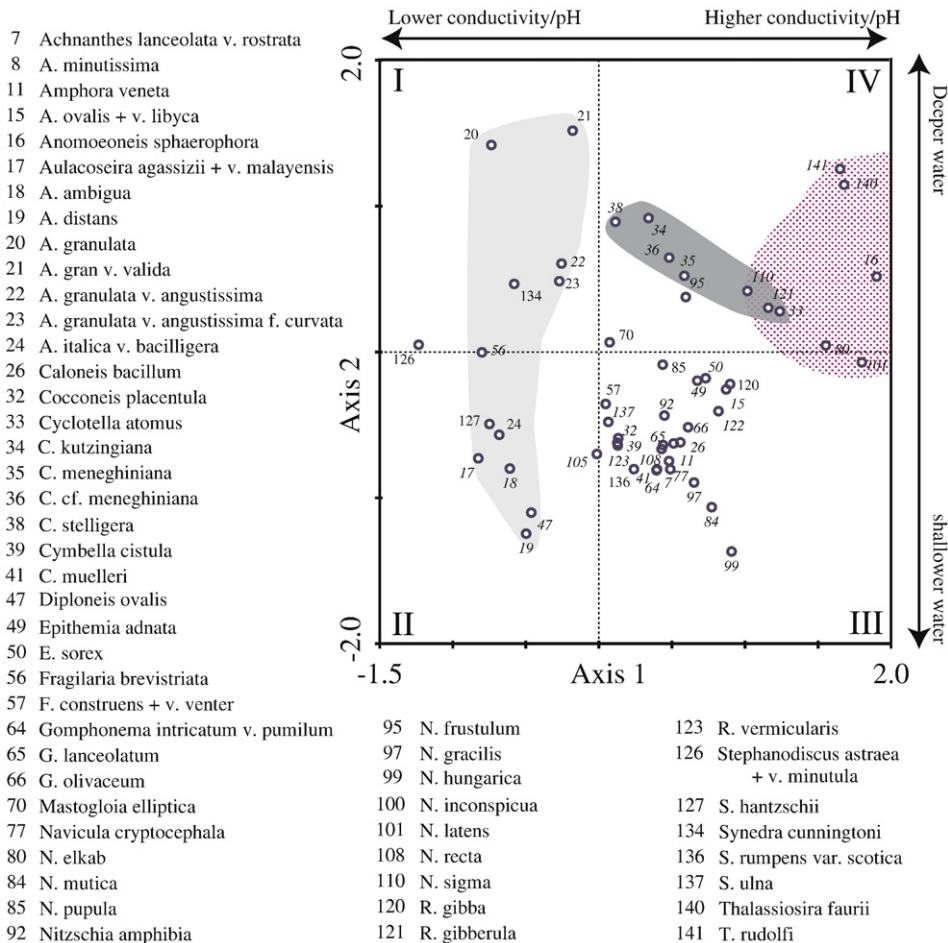 Lower conductivity/pH
Higher conductivity/pH
7 Achnanthes lanceolata v. rostrata
8 A. minutissima
11 Amphora veneta
15 A. ovalis + v. libyca
16 Anomoeoneis sphaerophora
17 Aulacoseira agassizii + v. malayensis
18 A. ambigua
19 A. distans
20 A. granulata
21 A. gran v. valida
22 A. granulata v. angustissima
23 A. granulata v. angustissima f. curvata
24 A. italica v. bacilligera
26 Caloneis bacillum
32 Cocconeis placentula
33 Cyclotella atomus
34 C. kutzingiana
35 C. meneghiniana
36 C. cf. meneghiniana
38 C. stelligera
39 Cymbella cistula
41 C. muelleri
47 Diploneis ovalis
49 Epithemia adnata
50 E. sorex
56 Fragilaria brevistriata
57 F. construens + v. venter
64 Gomphonema intricatum v. pumilum
65 G. lanceolatum
66 G. olivaceum
70 Mastogloia elliptica
77 Navicula cryptocephala
80 N. elkab
84 N. mutica
85 N. pupula
92 Nitzschia amphibia
2.0
I
IV
21
20
141
140
38
34
36
35
16
22
95
110
23
134
121
33
70
126
56
80
101
85
50
49
120
57
15
137
92
122
127
24
32
66
65
26
105
123
39
108
11
17
18
136
41
64
7
77
97
47
84
19
99
II
III
-2.0
-1.5
2.0
Axis 1
Axis 2
Deeper water
shallower water
95 N. frustulum
97 N. gracilis
99 N. hungarica
100 N. inconspicua
101 N. latens
108 N. recta
110 N. sigma
120 R. gibba
121 R. gibberula
123 R. vermicularis
126 Stephanodiscus astraea
+ v. minutula
127 S. hantzschii
134 Synedra cunningtoni
136 S. rumpens var. scotica
137 S. ulna
140 Thalassiosira faurii
141 T. rudolfi